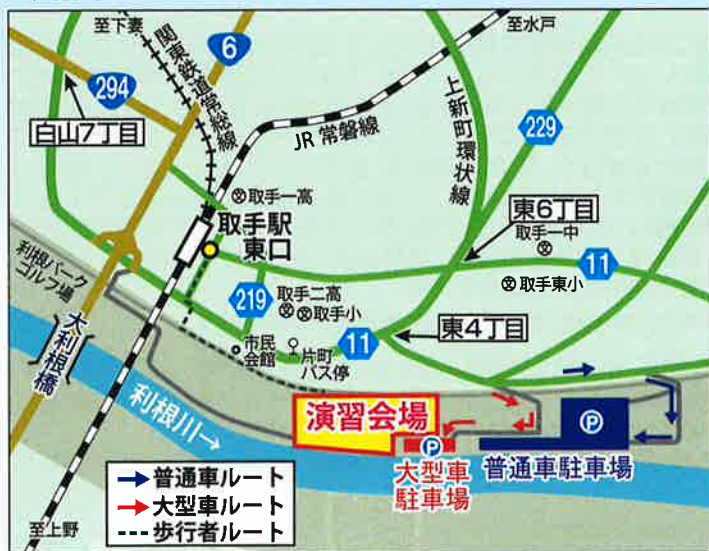 至下妻
6
至水戸
関東鉄道常総線
294
上新町環状線
229
白山7丁目
JR 常磐線
取手一高
取手駅
東口
東6丁目
取手一中
11
取手東小
利根パーク
ゴルフ場
219
取手二高
取手小
11
東4丁目
市民
会館
片町
バス停
大利根橋
利根川→
演習会場
P
P
大型車
駐車場
普通車駐車場
→普通車ルート
→大型車ルート
歩行者ルート
至上野